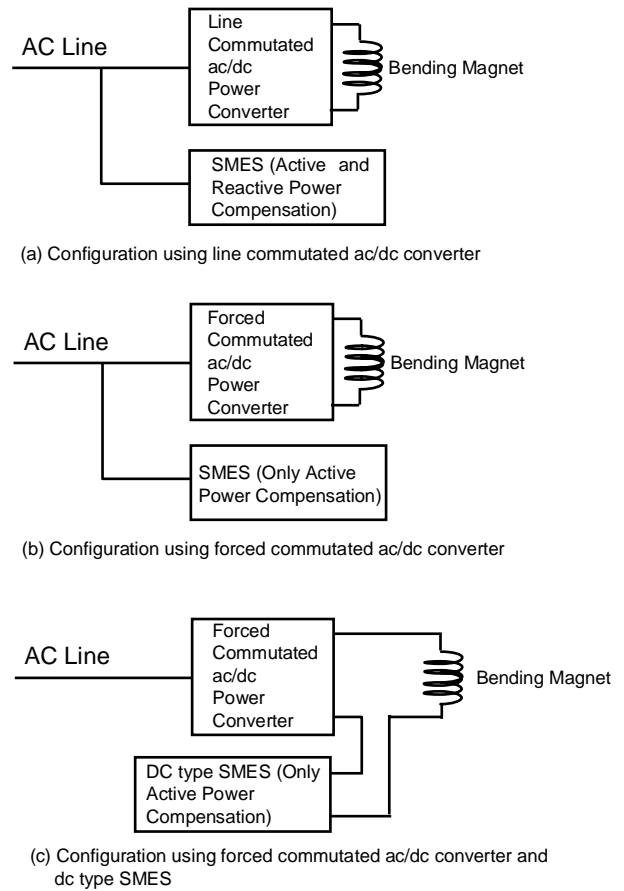 AC Line
Line
Commutated
ac/dc
Power
Converter
Bending Magnet
SMES (Active and
Reactive Power
Compensation)
(a) Configuration using line commutated ac/dc converter
AC Line
Forced
Commutated
ac/dc
Power
Converter
Bending Magnet
SMES (Only Active
Power Compensation)
(b) Configuration using forced commutated ac/dc converter
AC Line
Forced
Commutated
ac/dc
Power
Converter
Bending Magnet
DC type SMES (Only
Active Power
Compensation)
(c) Configuration using forced commutated ac/dc converter and
dc type SMES